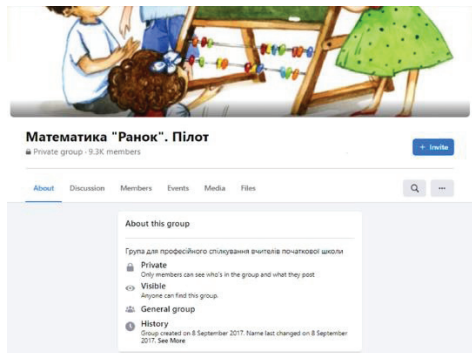 Математика "Ранок". Пілот
Private group · 9.3K members
+ Invite
About Discussion Members Events Media Files
About this group
Група для професійного спілкування вчителів початкової школи
Private
Only members can see who's in the group and what they post
Visible
Anyone can find this group.
General group
History
Group created on 8 September 2017. Name last changed on 8 September
2017. See More